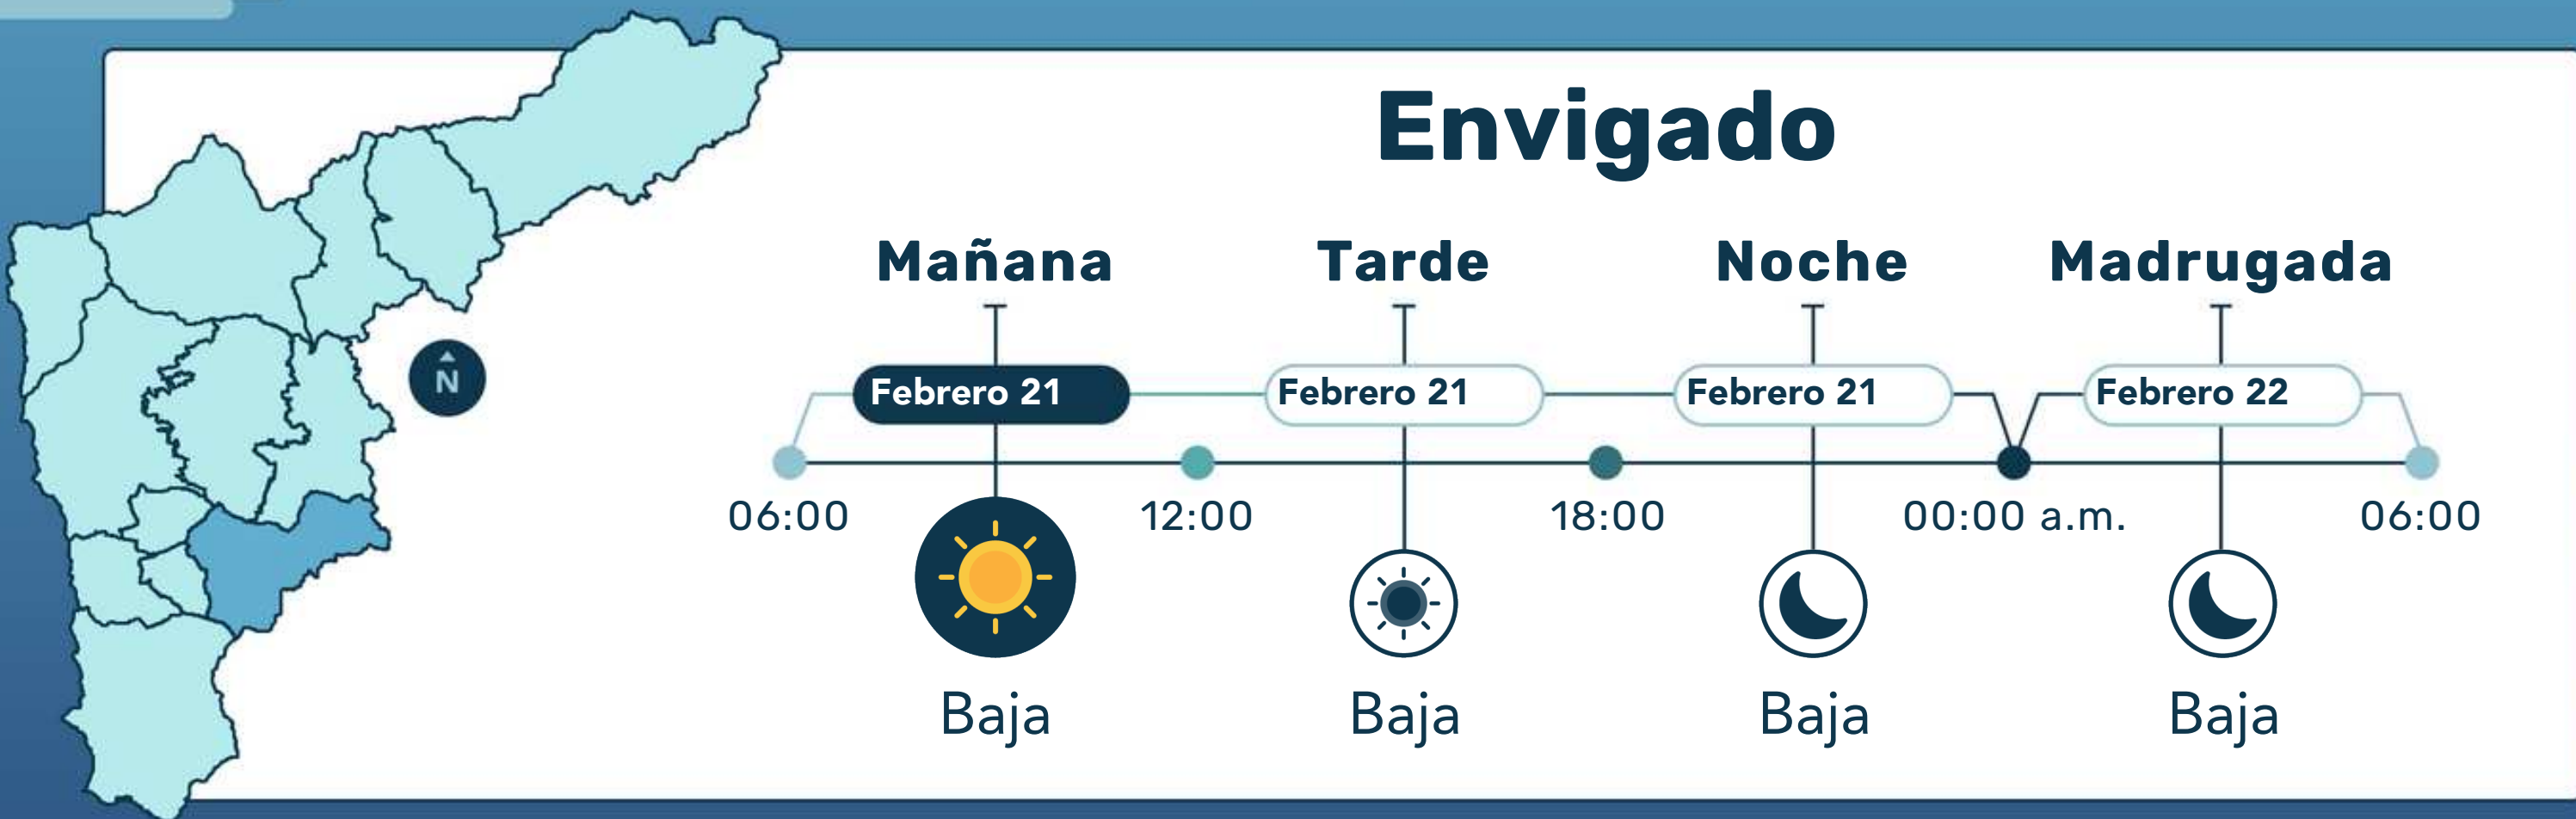 Envigado
Mañana Tarde Noche Madrugada
N
Febrero 21 Febrero 21 Febrero 21 Febrero 22
06:00 12:00 18:00 00:00 a.m. 06:00
Baja Baja Baja Baja